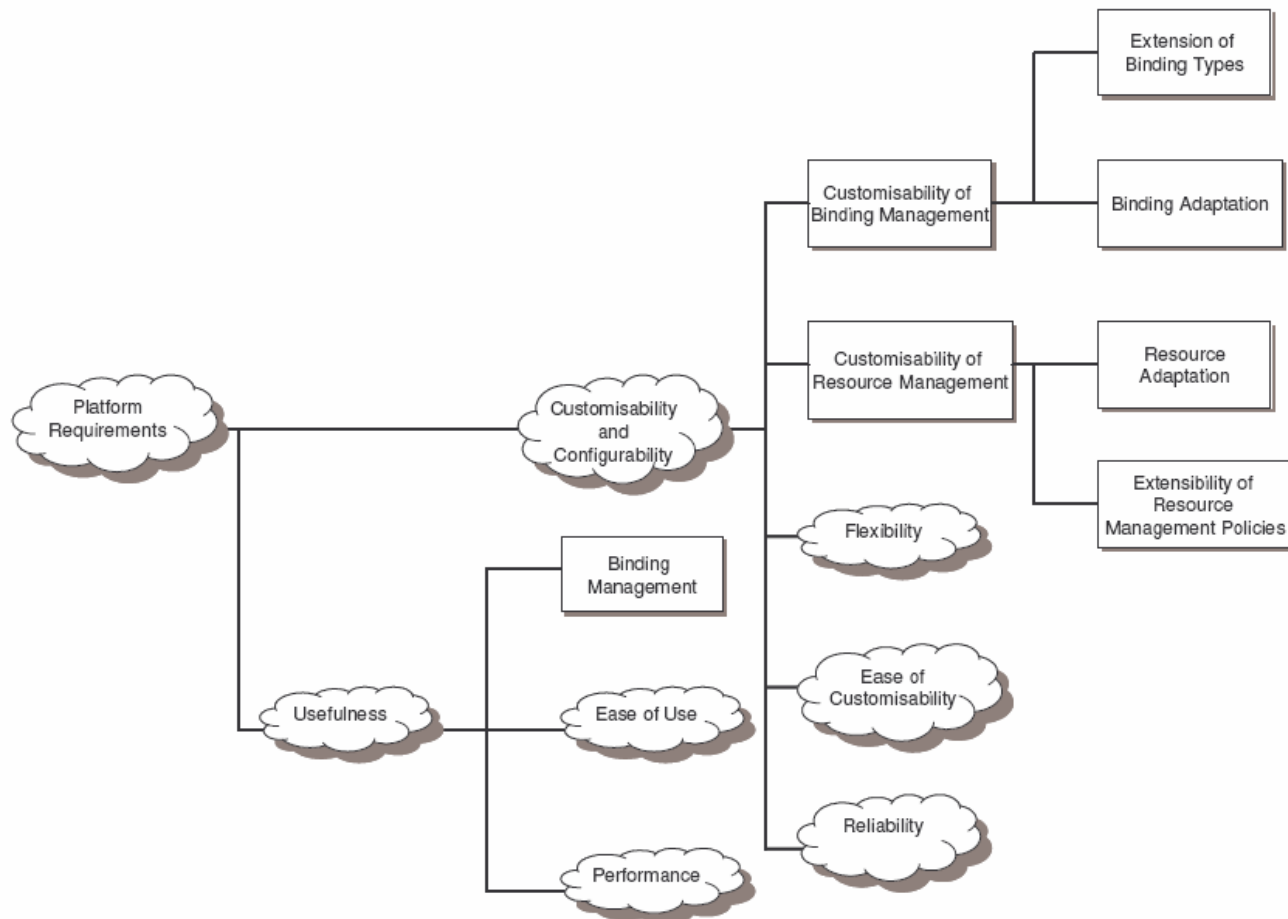 Extension of
Binding Types
Customisability of
Binding Management
Binding Adaptation
Customisability of
Resource Management
Resource
Adaptation
Platform
Requirements
Customisability
and
Configurability
Extensibility of
Resource
Management Policies
Flexibility
Binding
Management
Ease of
Customisability
Usefulness
Ease of Use
Reliability
Performance